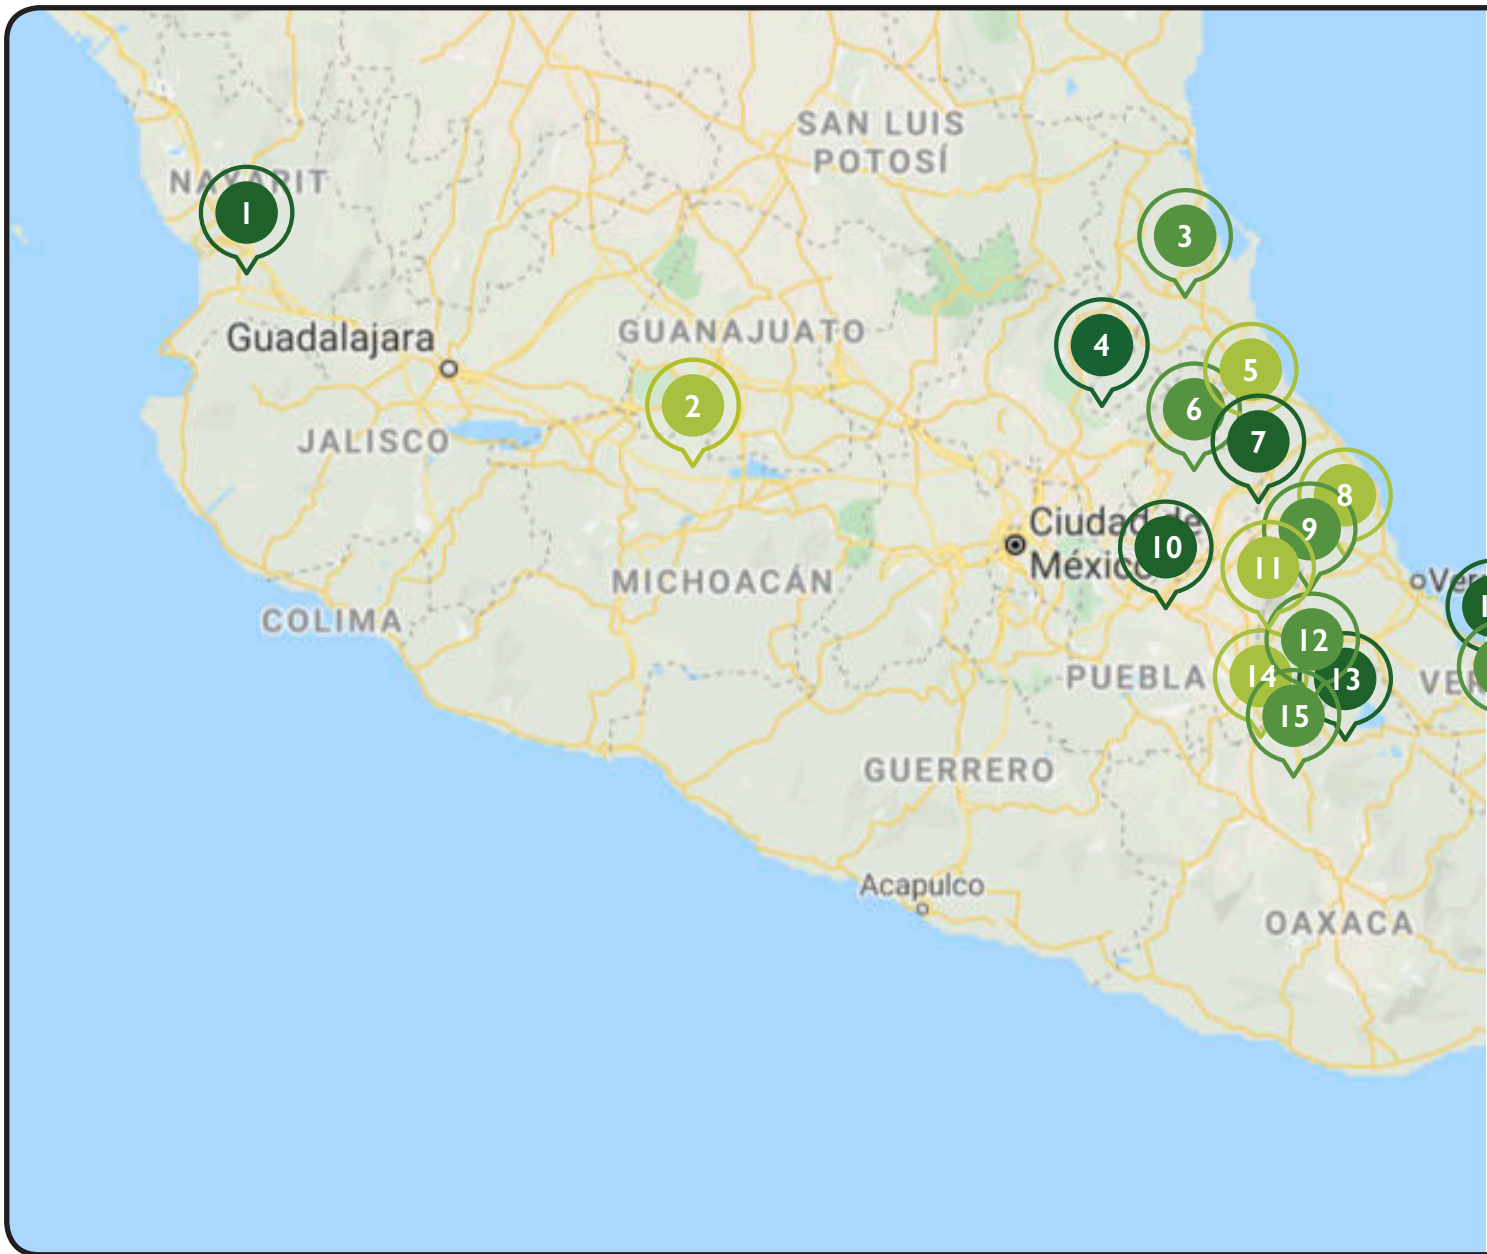 SAN LUIS
POTOSÍ
NAYARIT
1
3
Guadalajara
GUANAJUATO
4
5
2
6
7
JALISCO
8
Ciudad de
México
9
10
11
MICHOACÁN
COLIMA
12
PUEBLA
14
13
15
GUERRERO
Acapulco
OAXACA